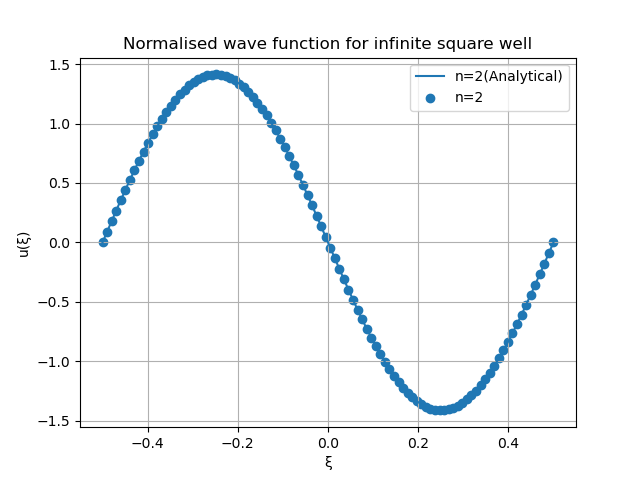 Normalised wave function for infinite square well
1.5
1.0
0.5
0.0
−0.5
−1.0
−1.5
u(ξ)
n=2(Analytical)
n=2
−0.4 −0.2 0.0 0.2 0.4
ξ